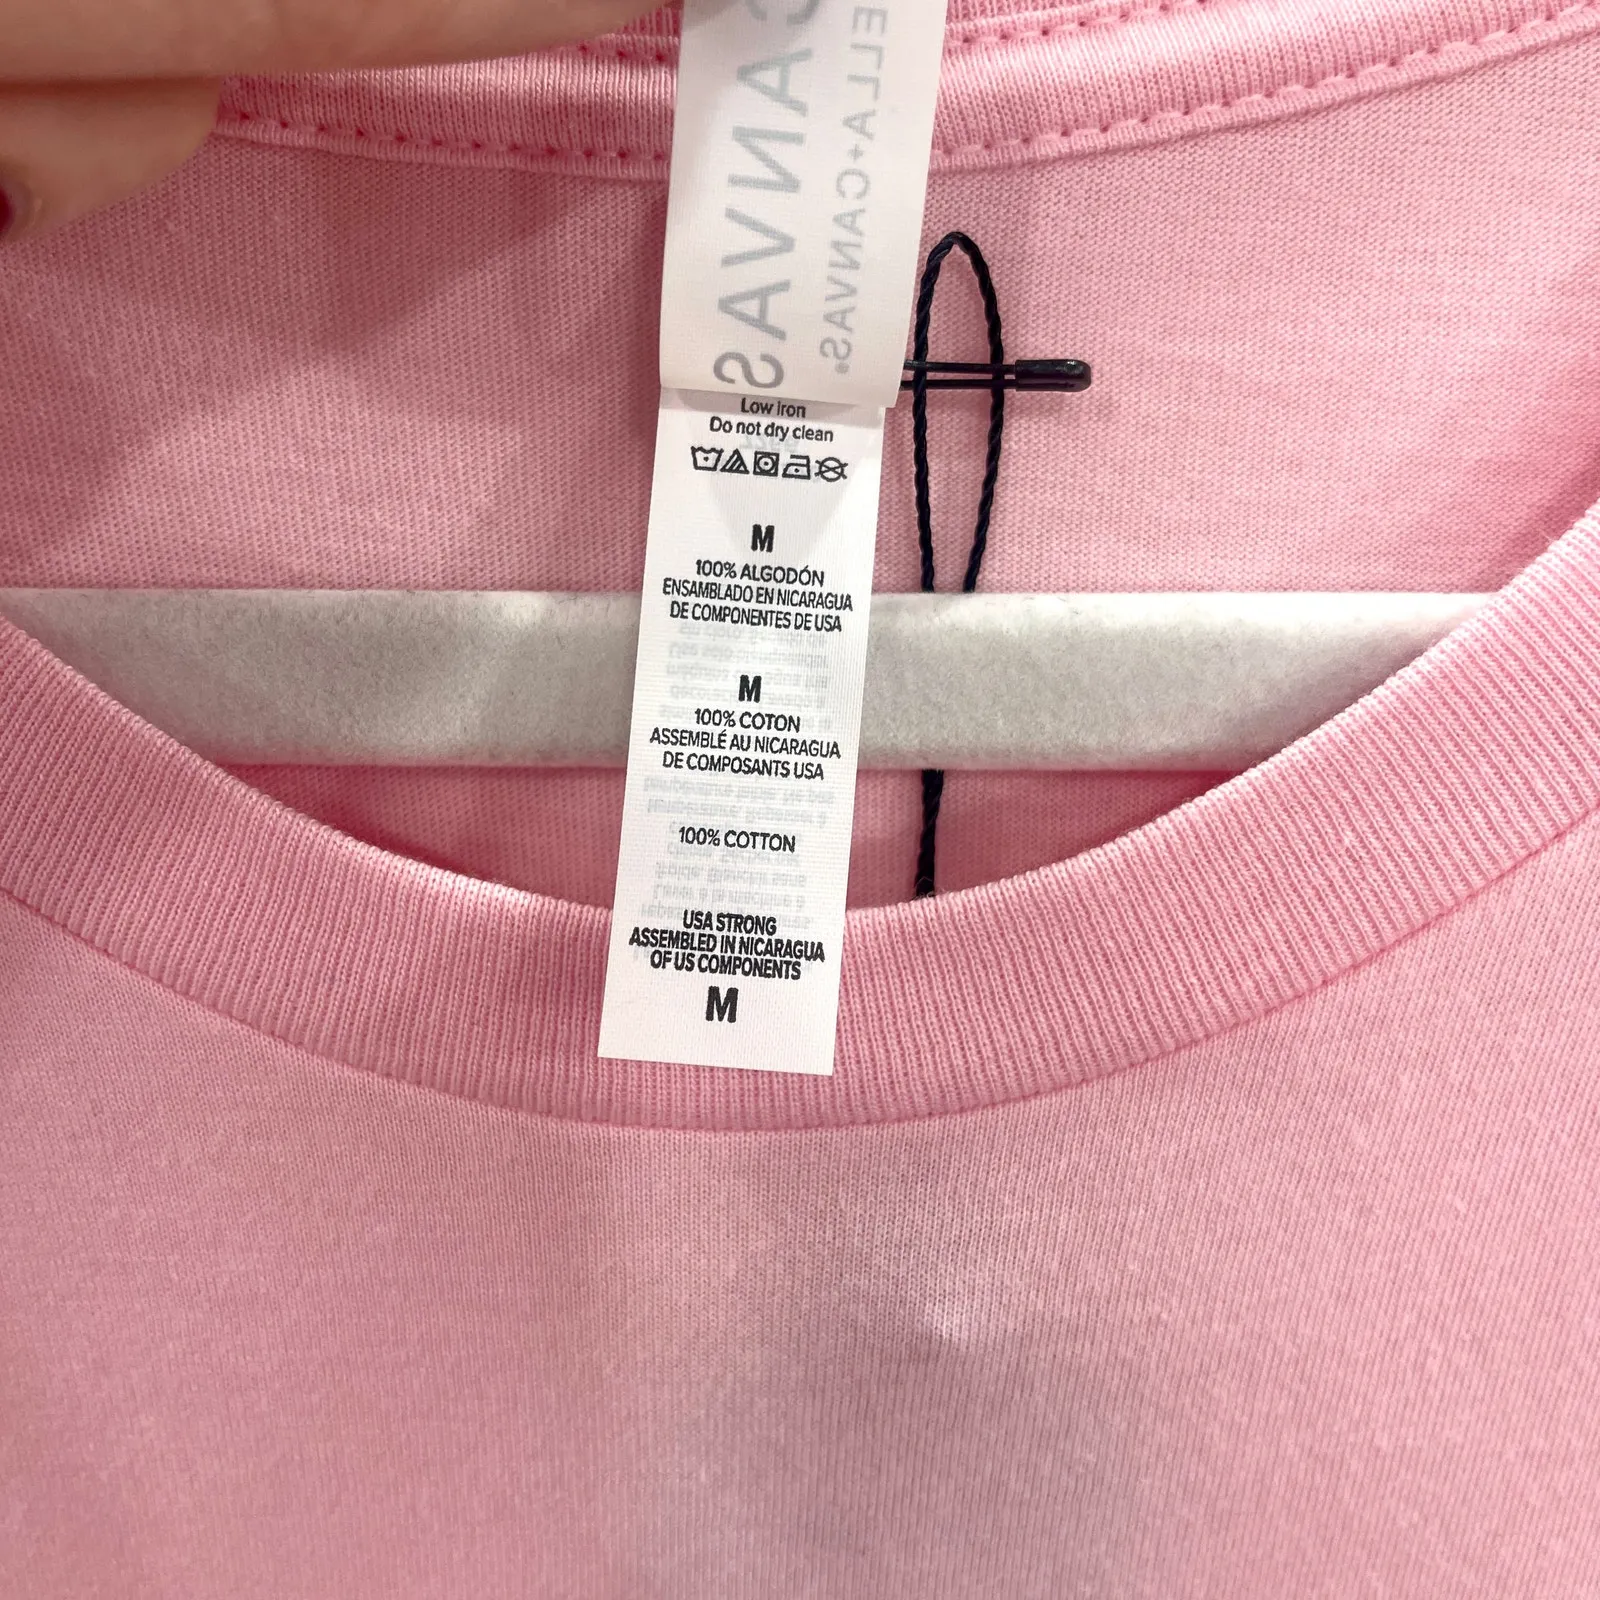 CANVAS
ELLA+CANVAS®
Low iron
Do not dry clean
M
100% ALGODÓN
ENSAMBLADO EN NICARAGUA
DE COMPONENTES DE USA
M
100% COTON
ASSEMBLÉ AU NICARAGUA
DE COMPOSANTS USA
100% COTTON
USA STRONG
ASSEMBLED IN NICARAGUA
OF US COMPONENTS
M